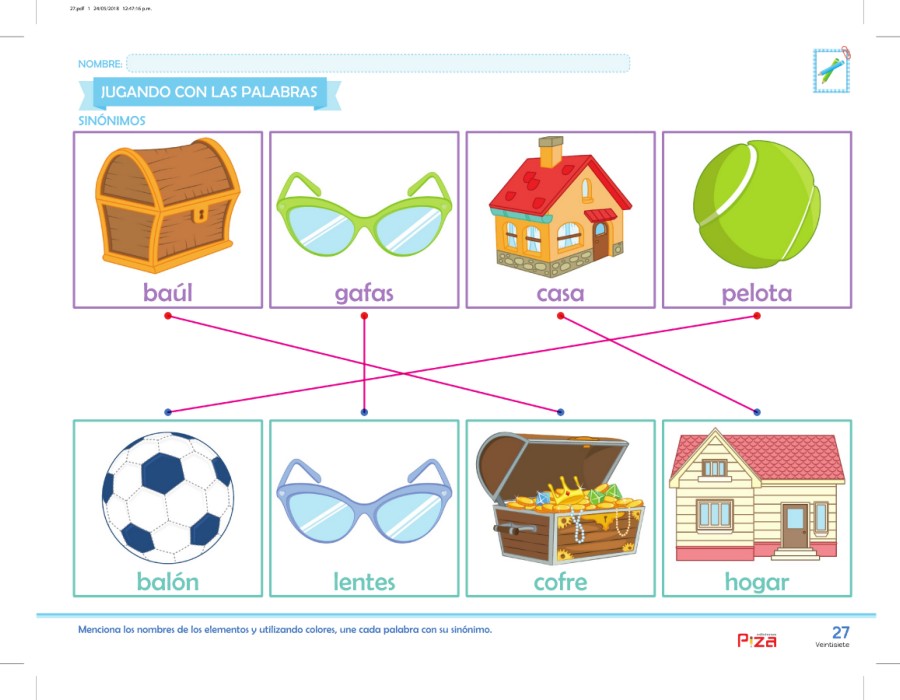 27.pdf 1 24/05/2018 12:47:16 p.m.
NOMBRE:
JUGANDO CON LAS PALABRAS
SINÓNIMOS
baúl gafas casa pelota
balón lentes cofre hogar
Menciona los nombres de los elementos y utilizando colores, une cada palabra con su sinónimo.
PiZa
27
Ventisiete